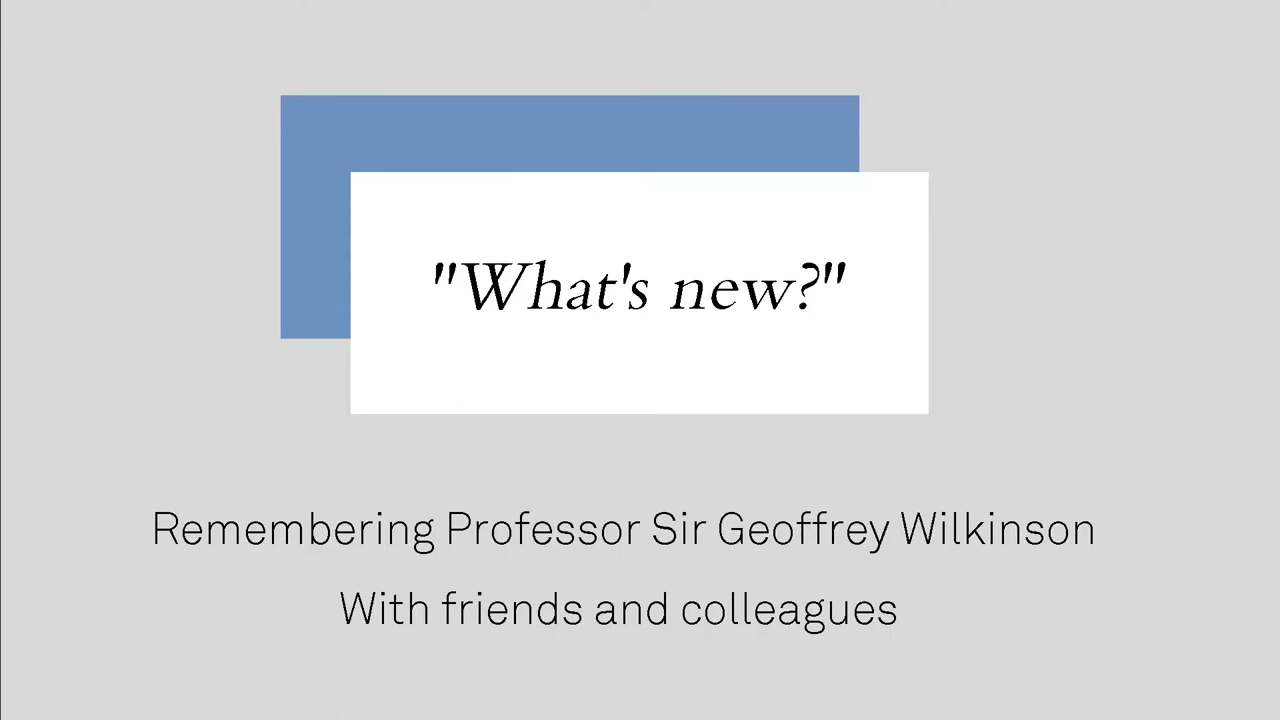 "What's new?"
Remembering Professor Sir Geoffrey Wilkinson
With friends and colleagues